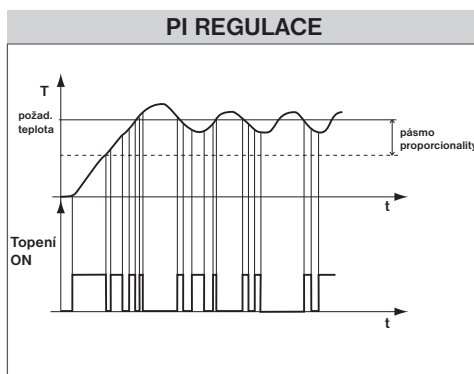 PI REGULACE
T
požad.
teplota
pásmo
proporcionality
t
Topení
ON
t